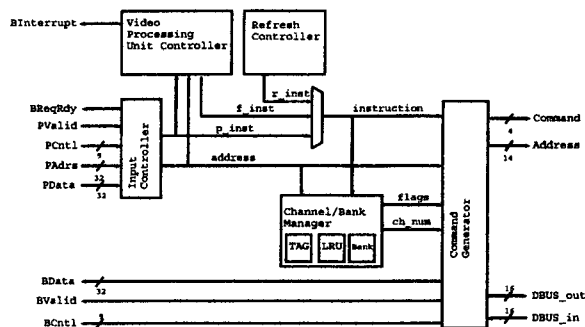 BInterrupt
Video
Processing
Unit Controller
Refresh
Controller
r_inst
f_inst
instruction
p_inst
BReqRdy
PValid
PCntl
9
PAdrs
32
PData
32
Input
Controller
address
Command
4
Address
14
Channel/Bank
Manager
TAG
LRU
Bank
flags
ch_num
Command
Generator
BData
32
BValid
BCntl
DBUS_out
16
DBUS_in
16